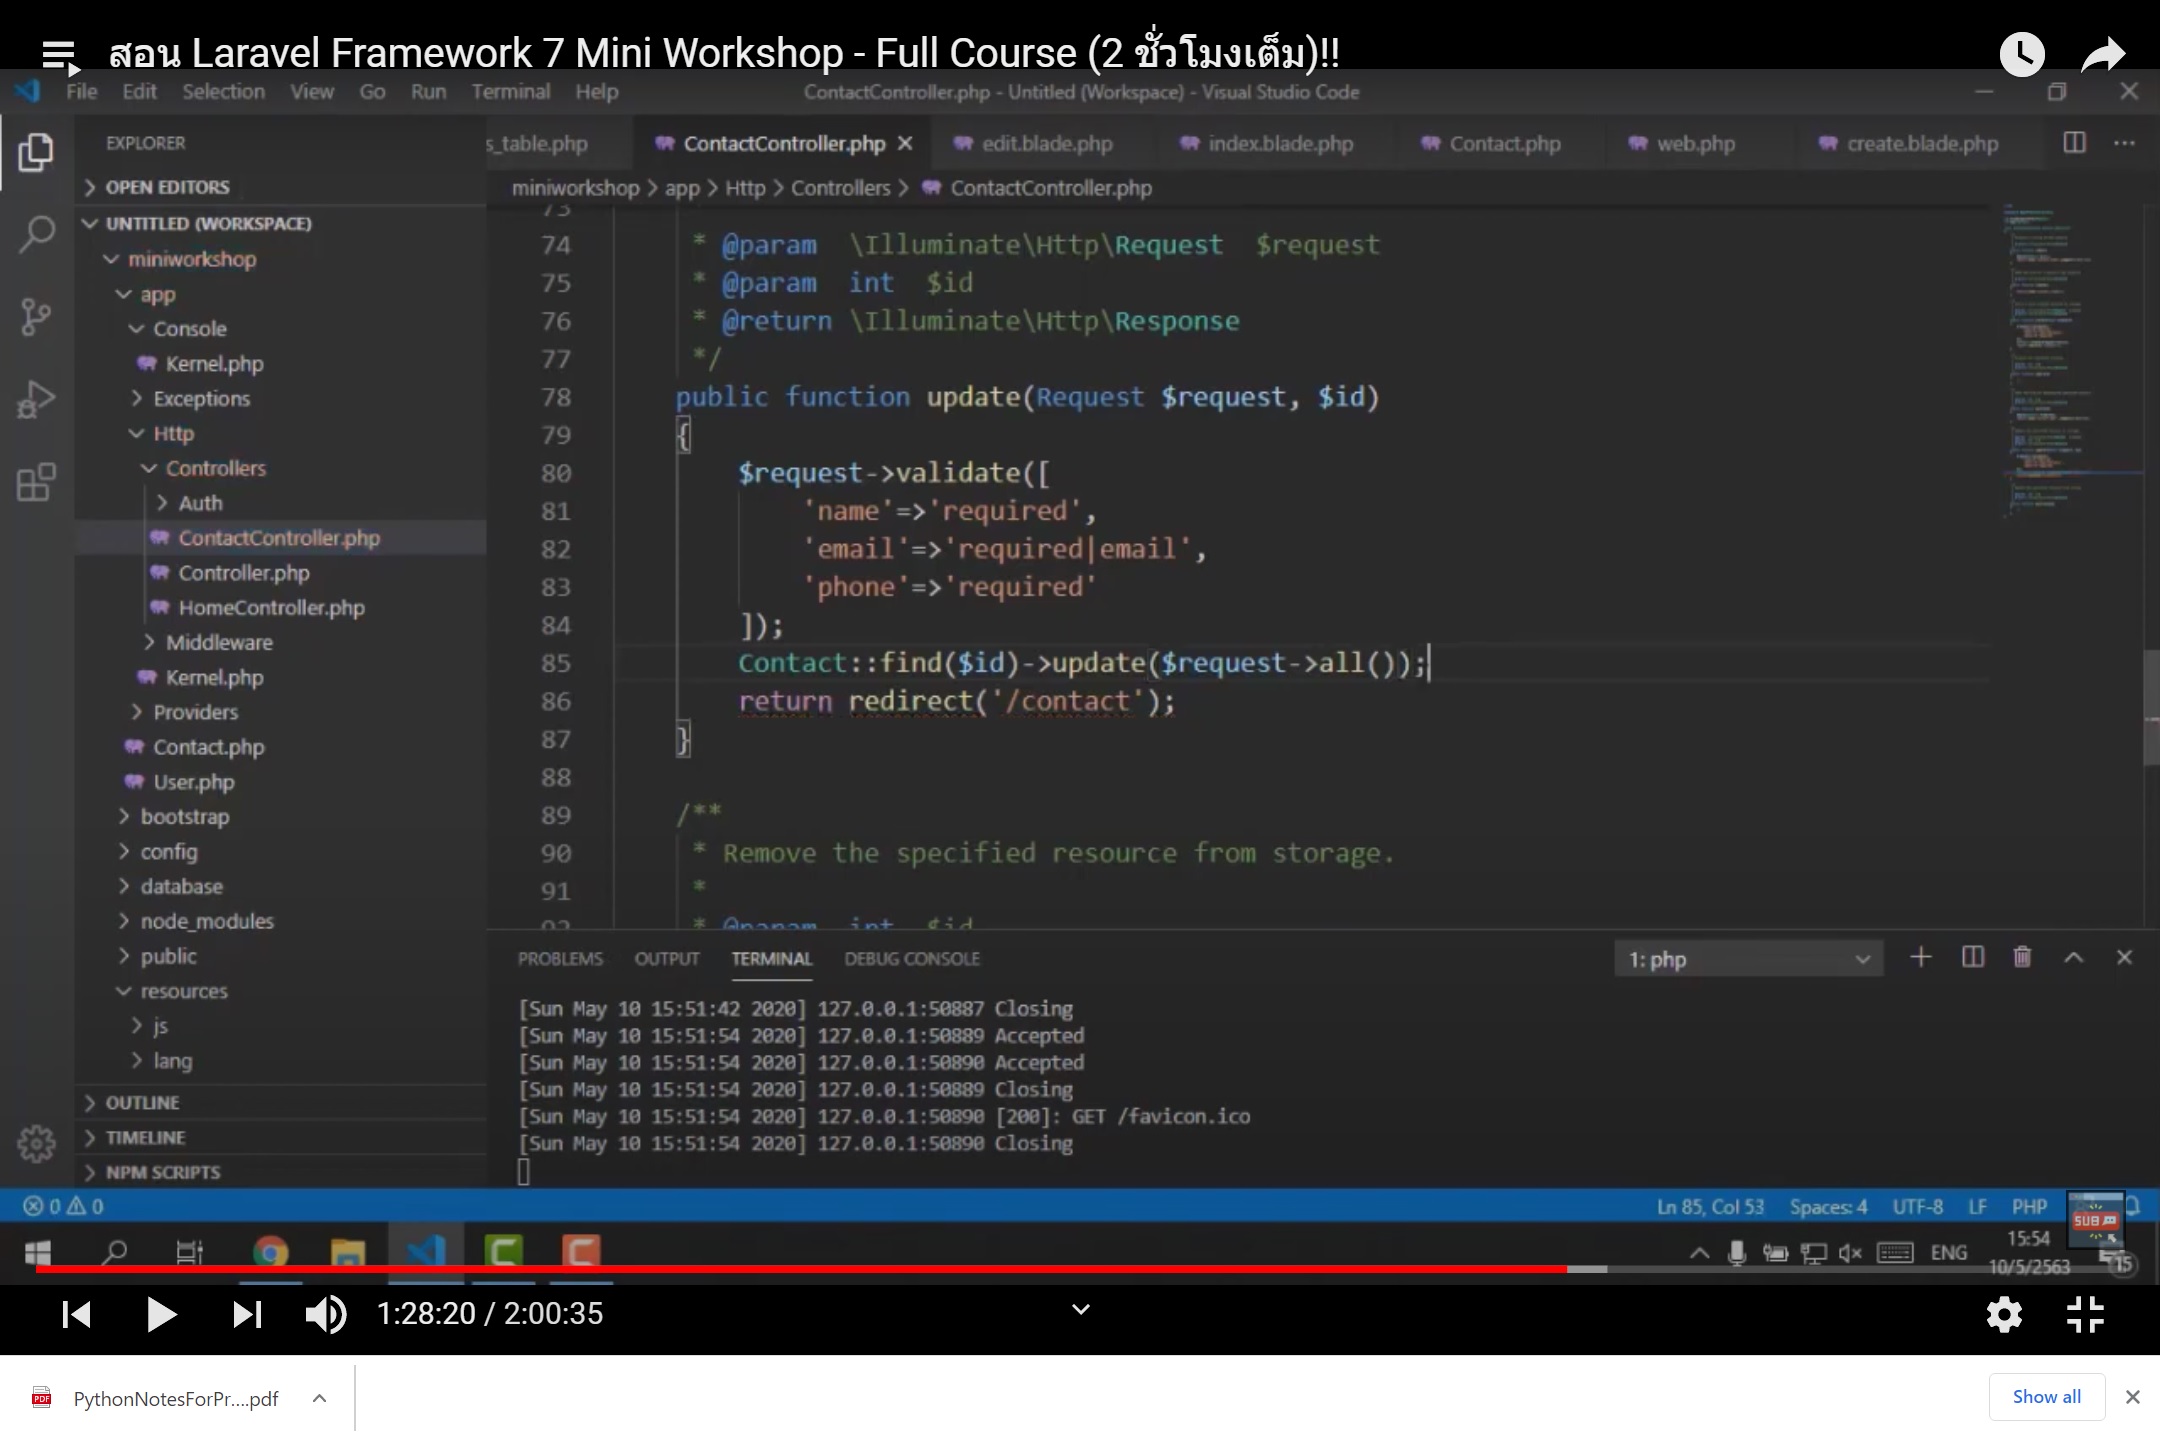 สอน Laravel Framework 7 Mini Workshop - Full Course (2 ชั่วโมงเต็ม)!!
File Edit Selection View Go Run Terminal Help
ContactController.php - Untitled (Workspace) - Visual Studio Code
EXPLORER
OPEN EDITORS
UNTITLED (WORKSPACE)
miniworkshop
app
Console
Kernel.php
Exceptions
Http
Controllers
Auth
ContactController.php
Controller.php
HomeController.php
Middleware
Kernel.php
Providers
Contact.php
User.php
bootstrap
config
database
node_modules
public
resources
js
lang
OUTLINE
TIMELINE
NPM SCRIPTS
s_table.php ContactController.php edit.blade.php index.blade.php Contact.php web.php create.blade.php
miniworkshop > app > Http > Controllers > ContactController.php
73
74 * @param \Illuminate\Http\Request $request
75 * @param int $id
76 * @return \Illuminate\Http\Response
77 */
78 public function update(Request $request, $id)
79 {
80 $request->validate([
81 'name'=>'required',
82 'email'=>'required|email',
83 'phone'=>'required'
84 ]);
85 Contact::find($id)->update($request->all());
86 return redirect('/contact');
87 }
88
89 /**
90 * Remove the specified resource from storage.
91 *
92 * @param int $id
PROBLEMS OUTPUT TERMINAL DEBUG CONSOLE
1: php
[Sun May 10 15:51:42 2020] 127.0.0.1:50887 Closing
[Sun May 10 15:51:54 2020] 127.0.0.1:50889 Accepted
[Sun May 10 15:51:54 2020] 127.0.0.1:50890 Accepted
[Sun May 10 15:51:54 2020] 127.0.0.1:50889 Closing
[Sun May 10 15:51:54 2020] 127.0.0.1:50890 [200]: GET /favicon.ico
[Sun May 10 15:51:54 2020] 127.0.0.1:50890 Closing
0 0
Ln 85, Col 53 Spaces: 4 UTF-8 LF PHP
SUB
ENG
15:54
10/5/2563
15
1:28:20 / 2:00:35
PythonNotesForPr....pdf
Show all